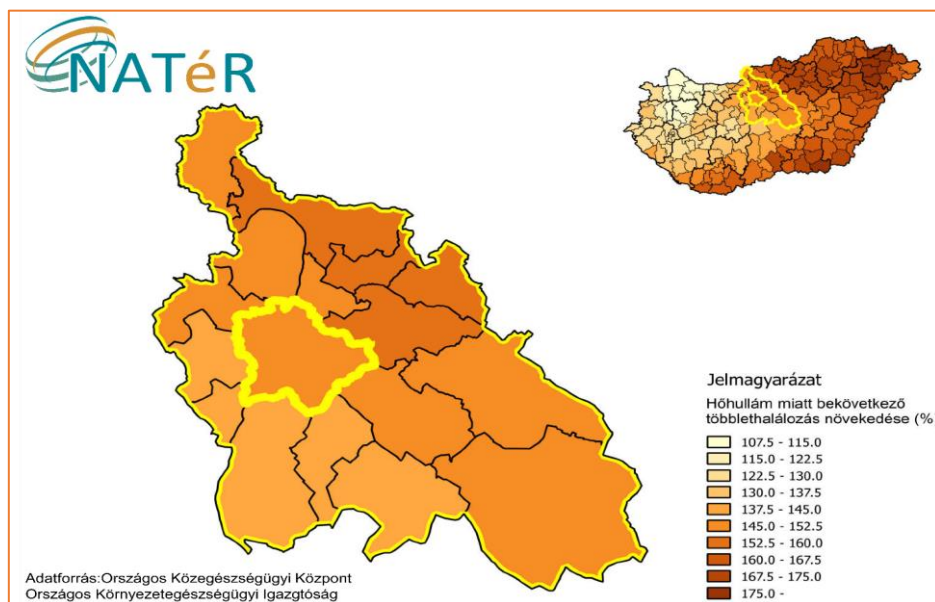 NATéR
Jelmagyarázat
Hőhullám miatt bekövetkező
többlethalálozás növekedése (%
107.5 - 115.0
115.0 - 122.5
122.5 - 130.0
130.0 - 137.5
137.5 - 145.0
145.0 - 152.5
152.5 - 160.0
160.0 - 167.5
167.5 - 175.0
175.0 -
Adatforrás:Országos Közegészségügyi Központ
Országos Környezetegészségügyi Igazgtóság